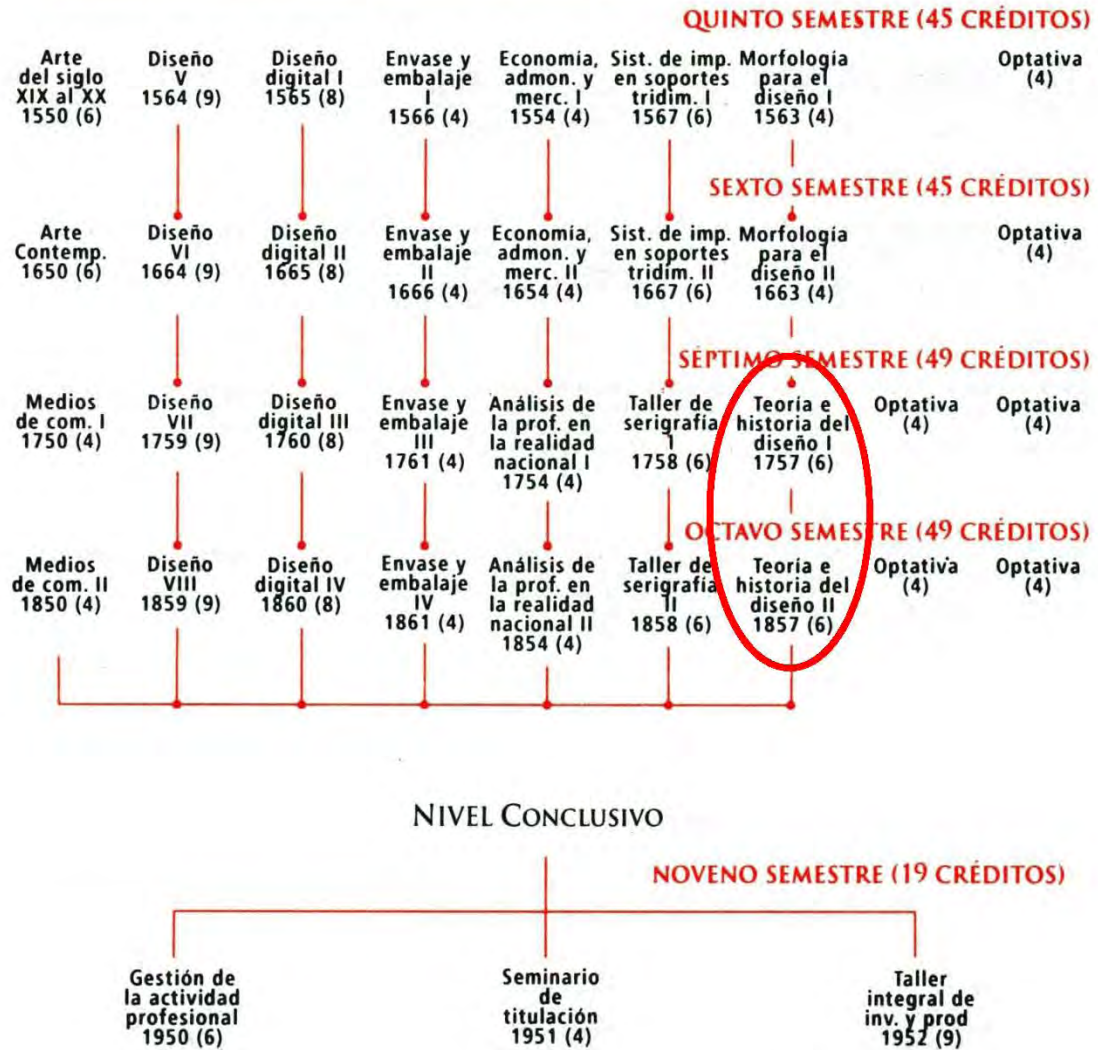 QUINTO SEMESTRE (45 CRÉDITOS)
Arte
del siglo
XIX al XX
1550 (6)
Diseño
V
1564 (9)
Diseño
digital I
1565 (8)
Envase y
embalaje
I
1566 (4)
Economía,
admon. y
merc. I
1554 (4)
Sist. de imp.
en soportes
tridim. I
1567 (6)
Morfología
para el
diseño I
1563 (4)
Optativa
(4)
SEXTO SEMESTRE (45 CRÉDITOS)
Arte
Contemp.
1650 (6)
Diseño
VI
1664 (9)
Diseño
digital II
1665 (8)
Envase y
embalaje
II
1666 (4)
Economía,
admon. y
merc. II
1654 (4)
Sist. de imp.
en soportes
tridim. II
1667 (6)
Morfología
para el
diseño II
1663 (4)
Optativa
(4)
SÉPTIMO SEMESTRE (49 CRÉDITOS)
Medios
de com. I
1750 (4)
Diseño
VII
1759 (9)
Diseño
digital III
1760 (8)
Envase y
embalaje
III
1761 (4)
Análisis de
la prof. en
la realidad
nacional I
1754 (4)
Taller de
serigrafía
I
1758 (6)
Teoría e
historia del
diseño I
1757 (6)
Optativa
(4)
Optativa
(4)
OCTAVO SEMESTRE (49 CRÉDITOS)
Medios
de com. II
1850 (4)
Diseño
VIII
1859 (9)
Diseño
digital IV
1860 (8)
Envase y
embalaje
IV
1861 (4)
Análisis de
la prof. en
la realidad
nacional II
1854 (4)
Taller de
serigrafía
II
1858 (6)
Teoría e
historia del
diseño II
1857 (6)
Optativa
(4)
Optativa
(4)
NIVEL CONCLUSIVO
NOVENO SEMESTRE (19 CRÉDITOS)
Gestión de
la actividad
profesional
1950 (6)
Seminario
de
titulación
1951 (4)
Taller
integral de
inv. y prod
1952 (9)